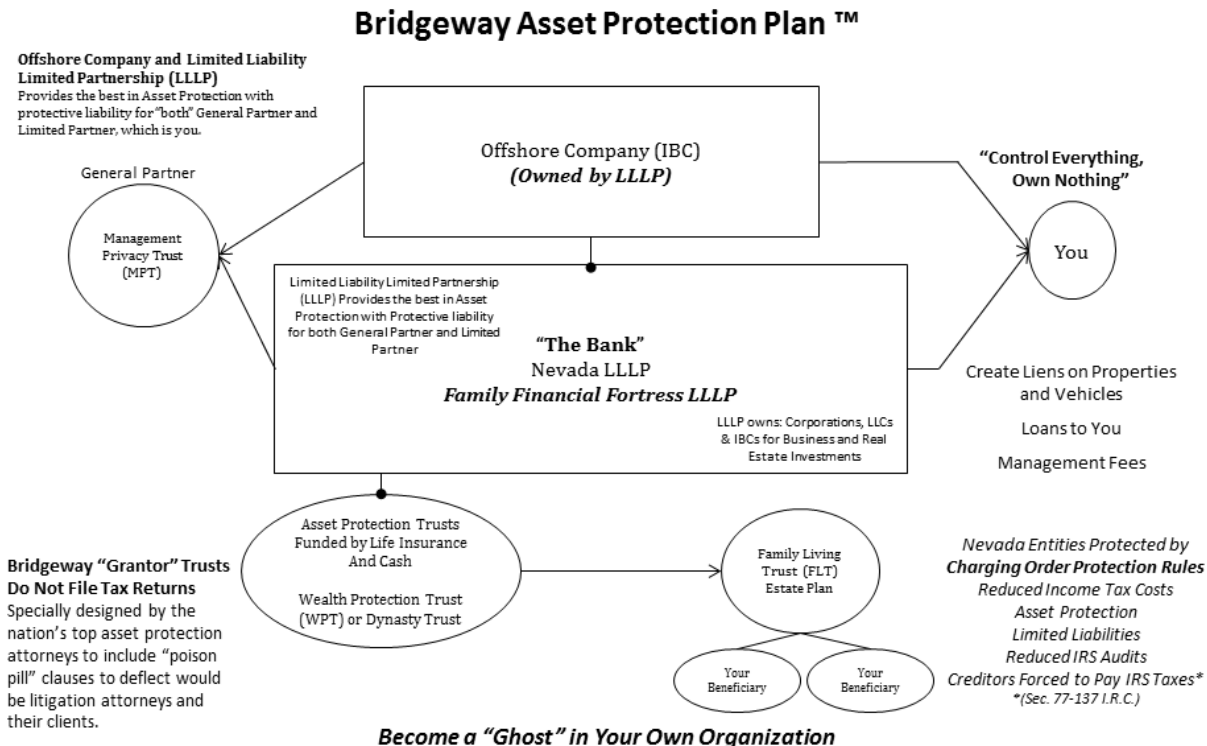 Bridgeway Asset Protection Plan ™
Offshore Company and Limited Liability
Limited Partnership (LLLP)
Provides the best in Asset Protection with
protective liability for “both” General Partner and
Limited Partner, which is you.
Offshore Company (IBC)
(Owned by LLLP)
“Control Everything,
Own Nothing”
General Partner
Management
Privacy Trust
(MPT)
You
Limited Liability Limited Partnership
(LLLP) Provides the best in Asset
Protection with Protective liability
for both General Partner and Limited
Partner
“The Bank”
Nevada LLLP
Family Financial Fortress LLLP
LLLP owns: Corporations, LLCs
& IBCs for Business and Real
Estate Investments
Create Liens on Properties
and Vehicles
Loans to You
Management Fees
Asset Protection Trusts
Funded by Life Insurance
And Cash
Wealth Protection Trust
(WPT) or Dynasty Trust
Family Living
Trust (FLT)
Estate Plan
Your
Beneficiary
Your
Beneficiary
Bridgeway “Grantor” Trusts
Do Not File Tax Returns
Specially designed by the
nation’s top asset protection
attorneys to include “poison
pill” clauses to deflect would
be litigation attorneys and
their clients.
Nevada Entities Protected by
Charging Order Protection Rules
Reduced Income Tax Costs
Asset Protection
Limited Liabilities
Reduced IRS Audits
Creditors Forced to Pay IRS Taxes*
*(Sec. 77-137 I.R.C.)
Become a “Ghost” in Your Own Organization